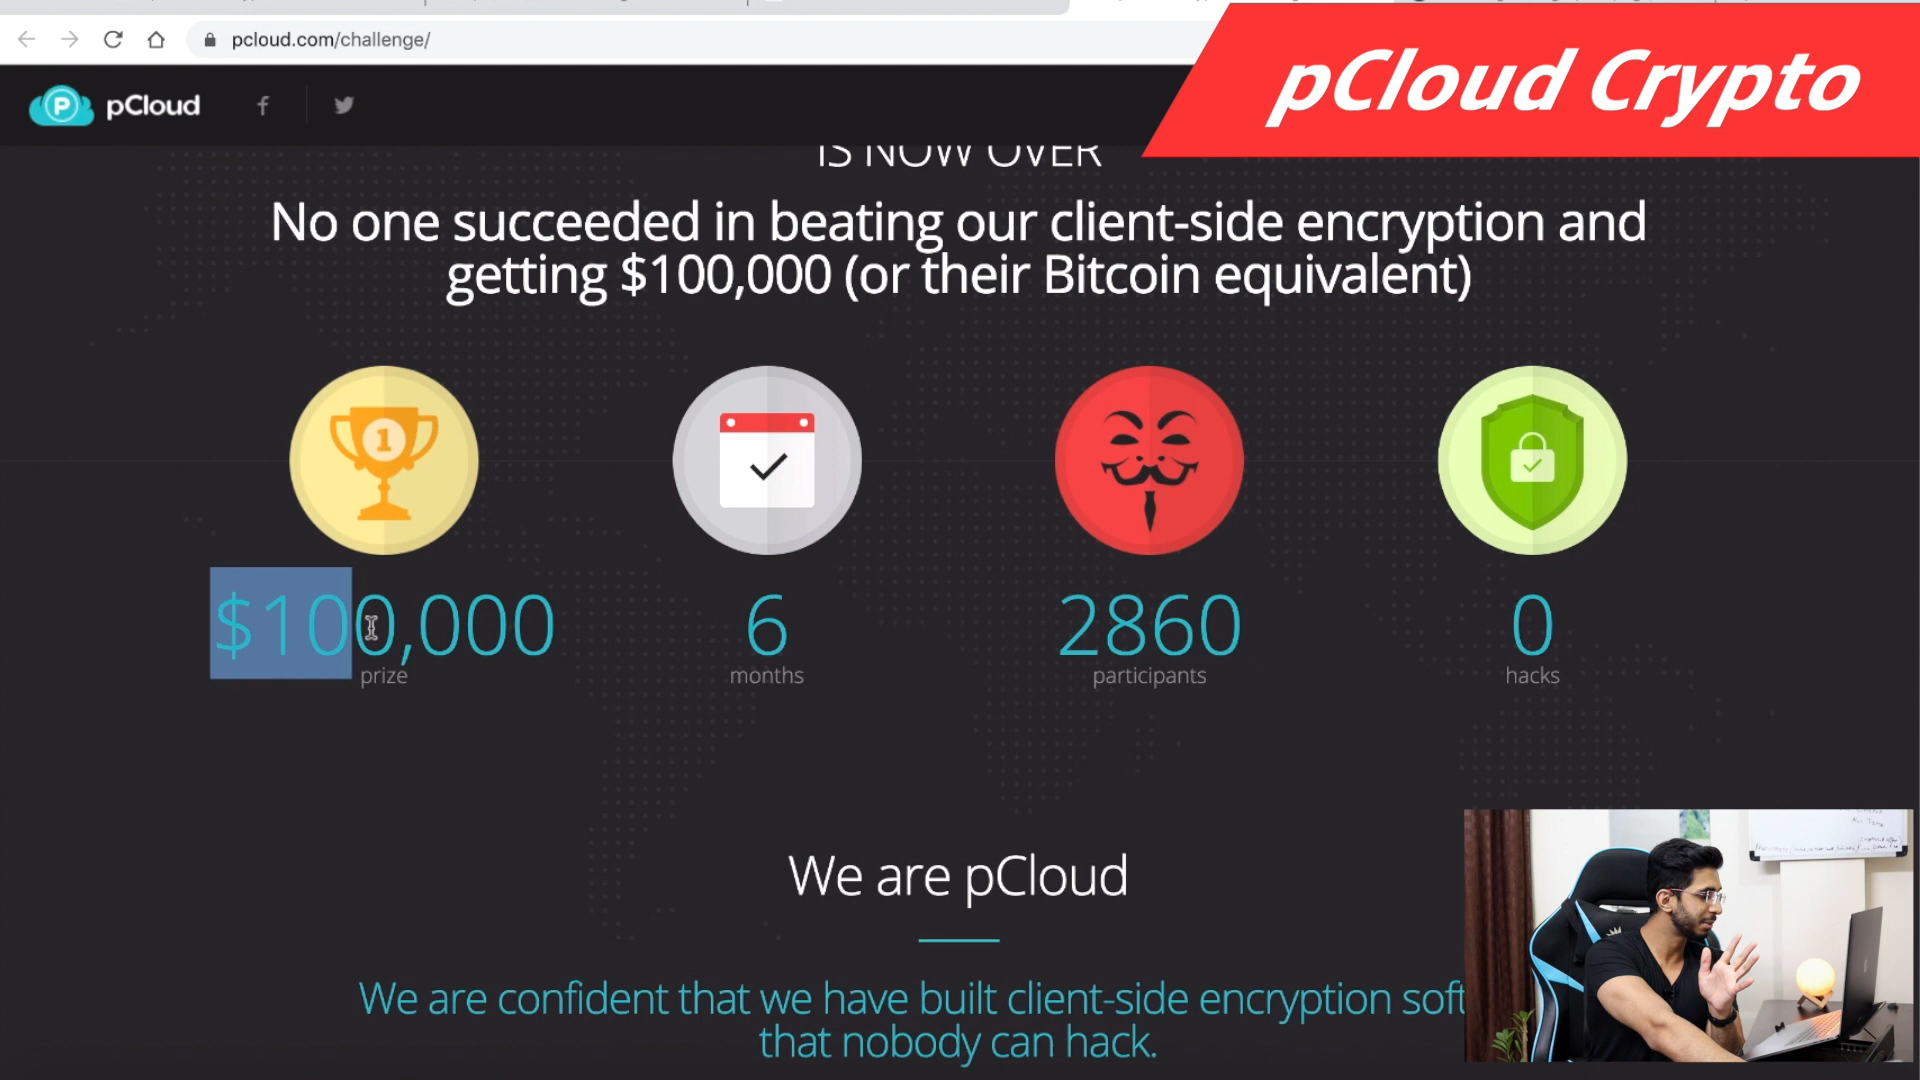 pcloud.com/challenge/
pCloud Crypto
pCloud
IS NOW OVER
No one succeeded in beating our client-side encryption and
getting $100,000 (or their Bitcoin equivalent)
1
$100,000
6
2860
0
prize
months
participants
hacks
We are pCloud
We are confident that we have built client-side encryption soft
that nobody can hack.